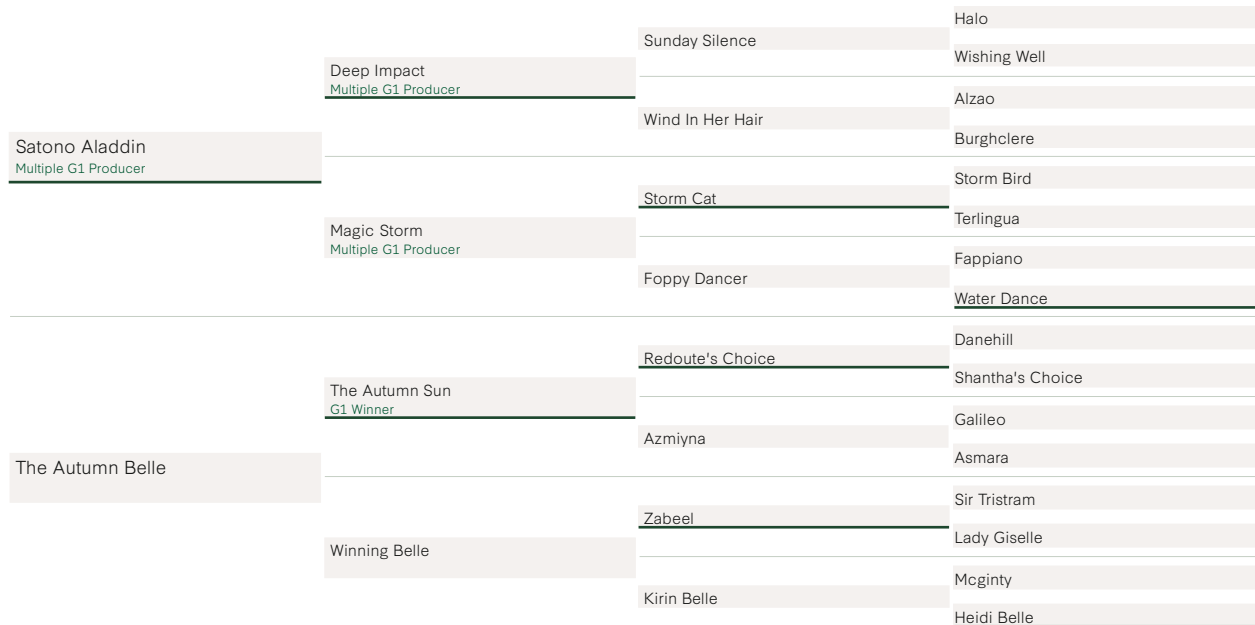 Satono Aladdin
Multiple G1 Producer
The Autumn Belle
Deep Impact
Multiple G1 Producer
Magic Storm
Multiple G1 Producer
The Autumn Sun
G1 Winner
Winning Belle
Sunday Silence
Wind In Her Hair
Storm Cat
Foppy Dancer
Redoute's Choice
Azmiyna
Zabeel
Kirin Belle
Halo
Wishing Well
Alzao
Burghclere
Storm Bird
Terlingua
Fappiano
Water Dance
Danehill
Shantha's Choice
Galileo
Asmara
Sir Tristram
Lady Giselle
Mcginty
Heidi Belle